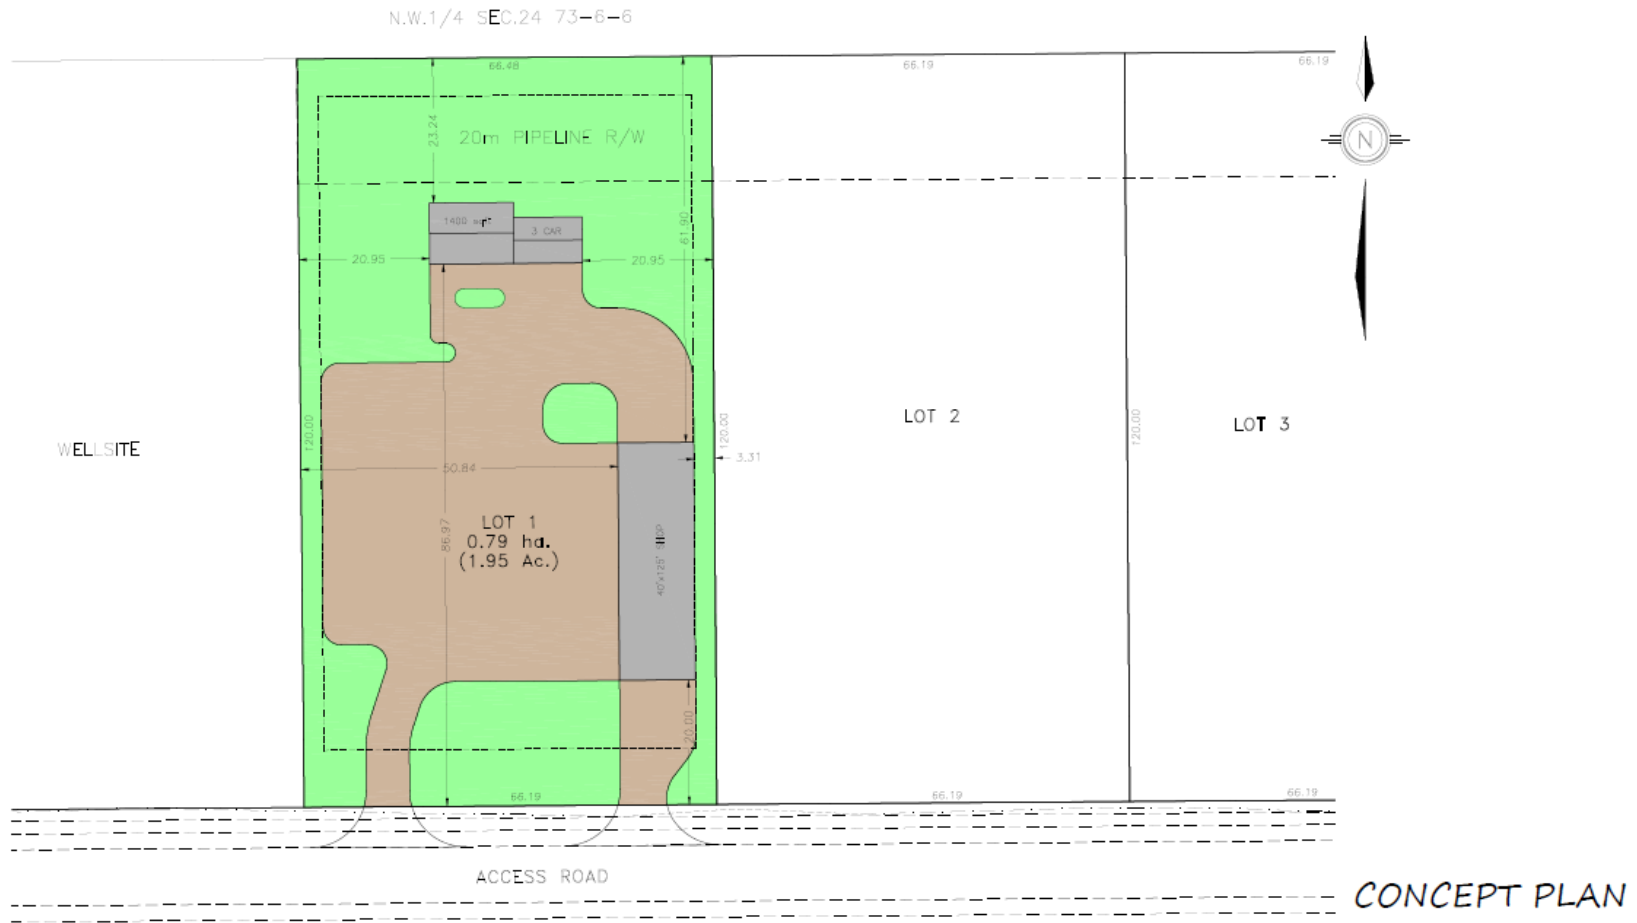 N.W.1/4 SEC.24 73-6-6
66.48
66.19
66.19
23.24
20m PIPELINE R/W
N
1400 sqft
3 CAR
61.90
20.95
20.95
120.00
120.00
120.00
LOT 2
LOT 3
WELLSITE
50.84
3.31
LOT 1
0.79 ha.
(1.95 Ac.)
86.97
40'x125' SHOP
20.00
66.19
66.19
66.19
ACCESS ROAD
CONCEPT PLAN